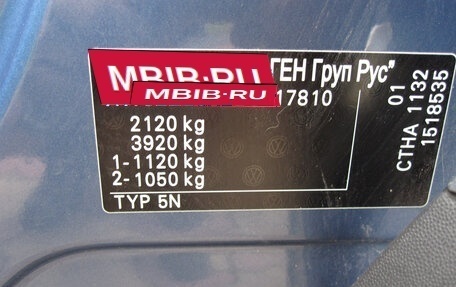 MBIB.RU
ГЕН Груп Рус"
MBIB.RU
17810
2120 kg
3920 kg
1-1120 kg
2-1050 kg
TYP 5N
01
CTHA 1132
1518535